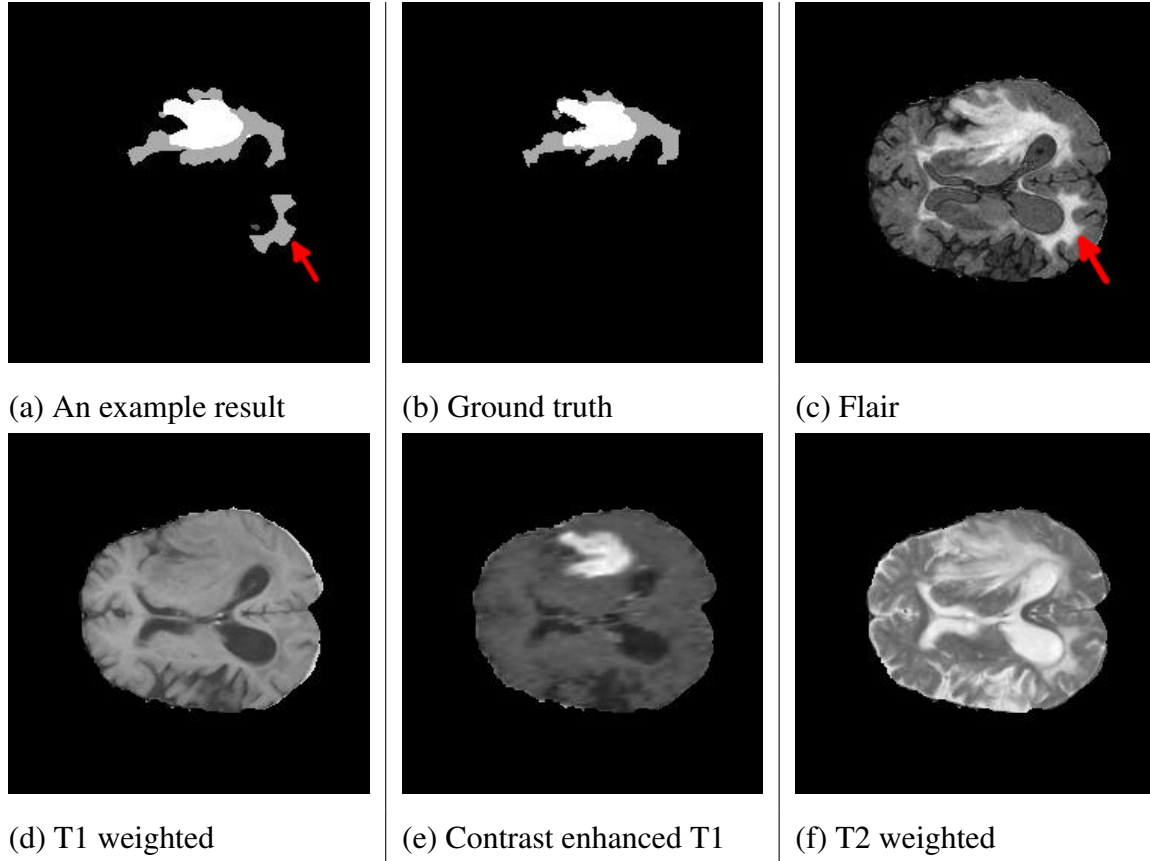 (a) An example result
(b) Ground truth
(c) Flair
(d) T1 weighted
(e) Contrast enhanced T1
(f) T2 weighted